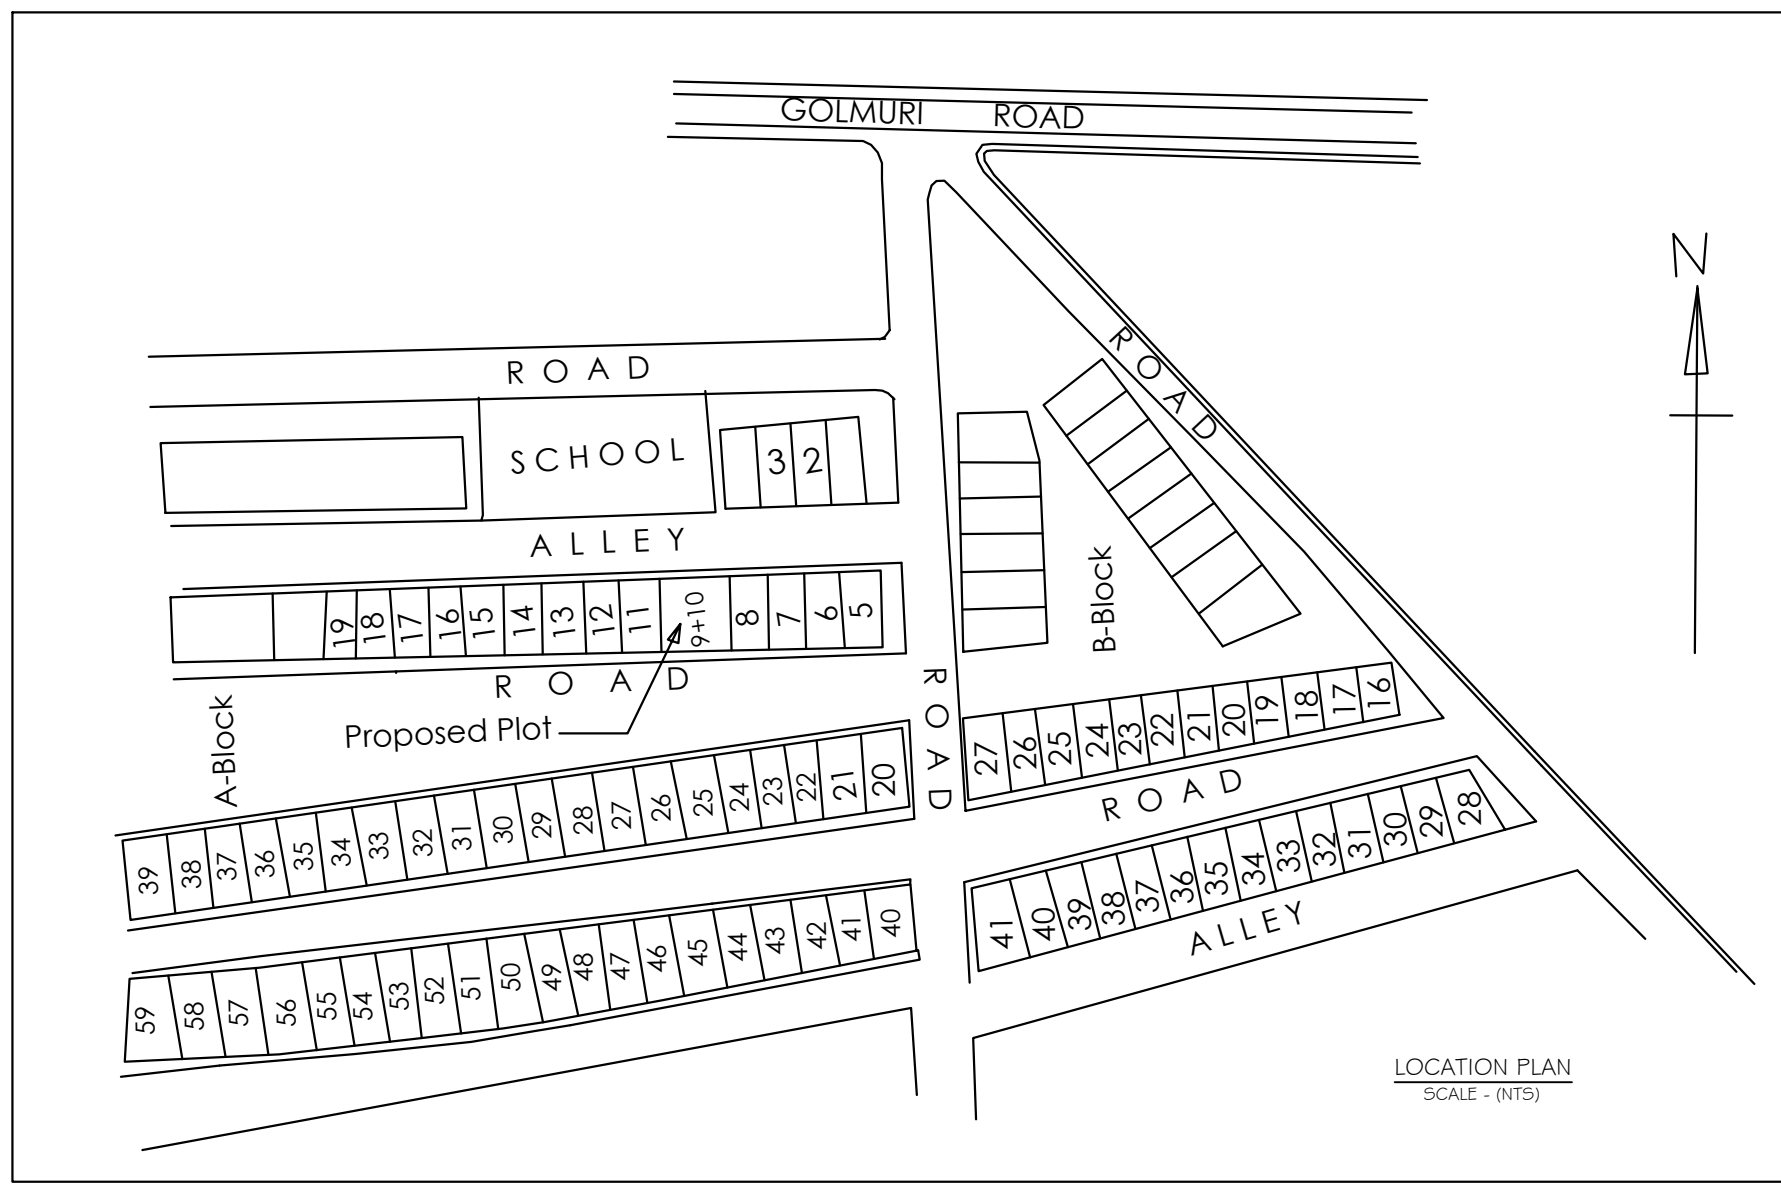 GOLMURI ROAD
N
ROAD
ROAD
SCHOOL
3 2
ALLEY
B-Block
19 18 17 16 15 14 13 12 11 9+10 8 7 6 5
ROAD
Proposed Plot
A-Block
ROAD
27 26 25 24 23 22 21 20 19 18 17 16
ROAD
39 38 37 36 35 34 33 32 31 30 29 28 27 26 25 24 23 22 21 20
41 40 39 38 37 36 35 34 33 32 31 30 29 28
ALLEY
59 58 57 56 55 54 53 52 51 50 49 48 47 46 45 44 43 42 41 40
LOCATION PLAN
SCALE - (NTS)